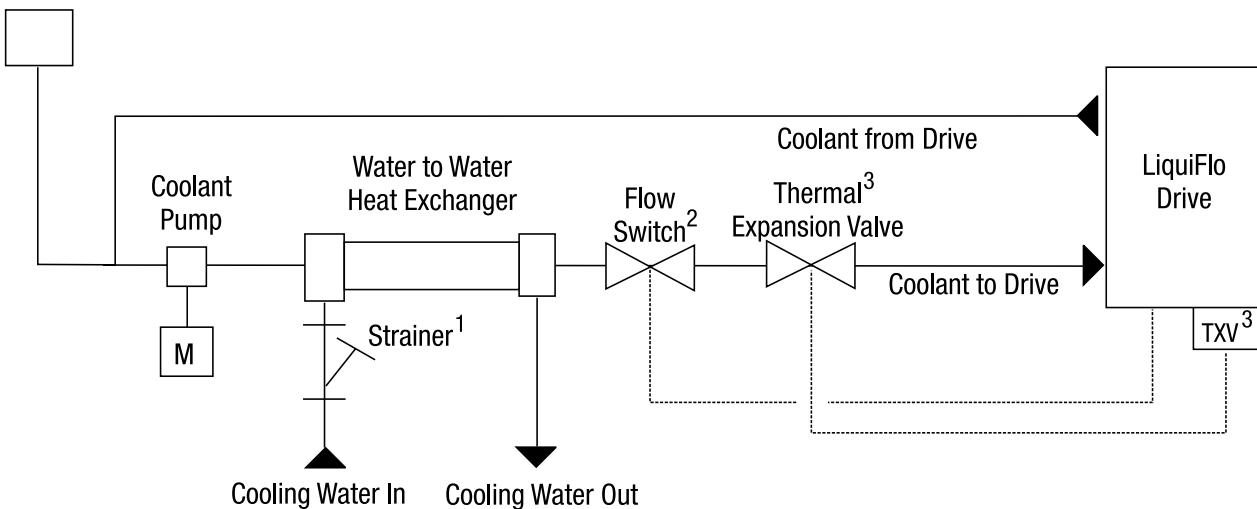 Coolant from Drive
LiquiFlo
Drive
Coolant
Pump
Water to Water
Heat Exchanger
Flow
Switch2
Thermal3
Expansion Valve
Coolant to Drive
M
Strainer1
TXV3
Cooling Water In
Cooling Water Out